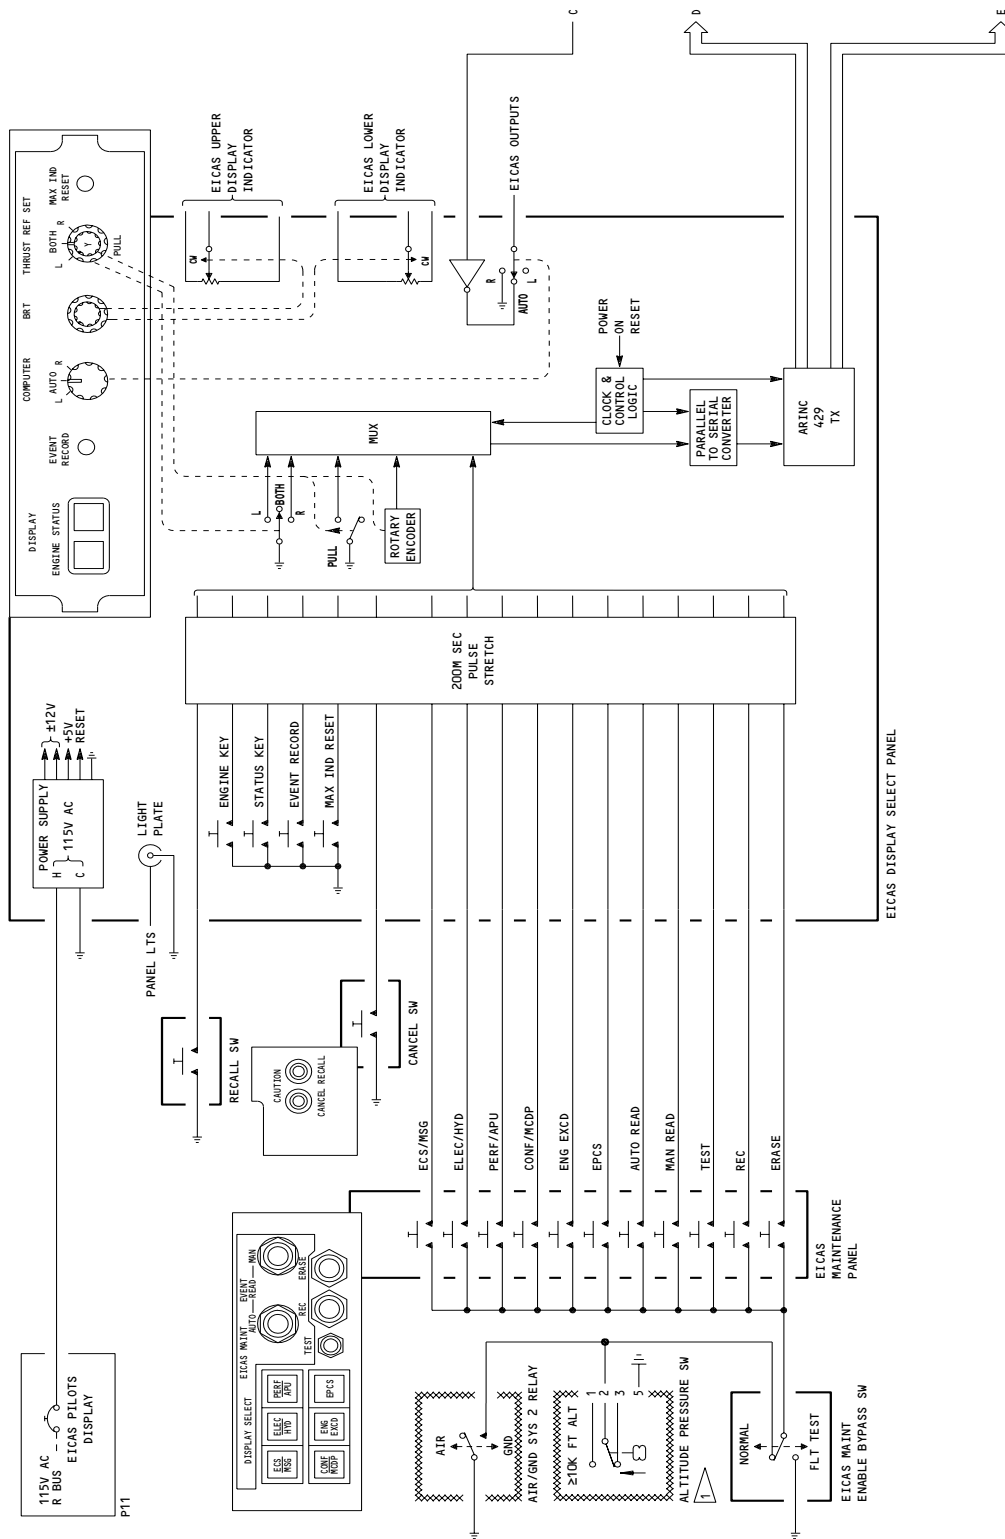 115V AC
R BUS
EICAS PILOTS
DISPLAY
P11
POWER SUPPLY
H
115V AC
C
±12V
+5V
RESET
PANEL LTS
LIGHT
PLATE
DISPLAY
ENGINE STATUS
EVENT
RECORD
COMPUTER
L AUTO R
BRT
THRUST REF SET
L BOTH R
Y
PULL
MAX IND
RESET
EICAS UPPER
DISPLAY
INDICATOR
CW
EICAS LOWER
DISPLAY
INDICATOR
CW
EICAS OUTPUTS
R
AUTO
L
C
D
E
L
BOTH
R
PULL
ROTARY
ENCODER
MUX
POWER
ON
RESET
CLOCK &
CONTROL
LOGIC
PARALLEL
TO SERIAL
CONVERTER
ARINC
429
TX
200M SEC
PULSE
STRETCH
ENGINE KEY
STATUS KEY
EVENT RECORD
MAX IND RESET
EICAS DISPLAY SELECT PANEL
RECALL SW
CAUTION
CANCEL RECALL
CANCEL SW
DISPLAY SELECT
ECS
MSG
ELEC
HYD
PERF
APU
CONF
MCDP
ENG
EXCD
EPCS
EICAS MAINT
EVENT
AUTO READ MAN
TEST
REC
ERASE
ECS/MSG
ELEC/HYD
PERF/APU
CONF/MCDP
ENG EXCD
EPCS
AUTO READ
MAN READ
TEST
REC
ERASE
EICAS
MAINTENANCE
PANEL
AIR
GND
AIR/GND SYS 2 RELAY
≥10K FT ALT
1
2
3
5
8
ALTITUDE PRESSURE SW
1
NORMAL
FLT TEST
EICAS MAINT
ENABLE BYPASS SW